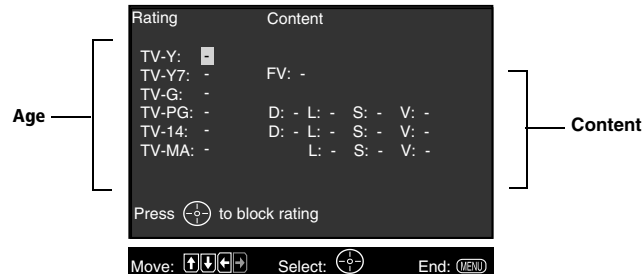 Rating Content
TV-Y: -
TV-Y7: - FV: -
TV-G: -
TV-PG: - D: - L: - S: - V: -
TV-14: - D: - L: - S: - V: -
TV-MA: - L: - S: - V: -
Age
Content
Press to block rating
Move: Select: End: MENU